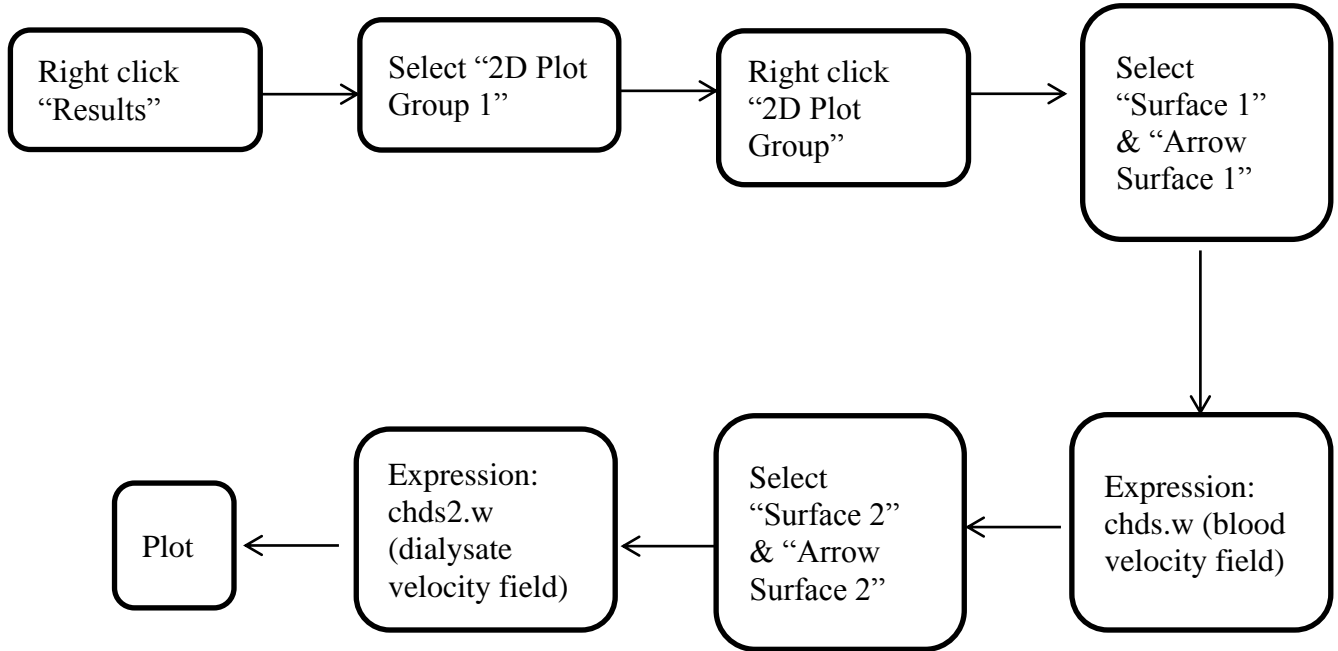 Right click
“Results”
Select “2D Plot
Group 1”
Right click
“2D Plot
Group”
Select
“Surface 1”
& “Arrow
Surface 1”
Expression:
chds.w (blood
velocity field)
Select
“Surface 2”
& “Arrow
Surface 2”
Expression:
chds2.w
(dialysate
velocity field)
Plot